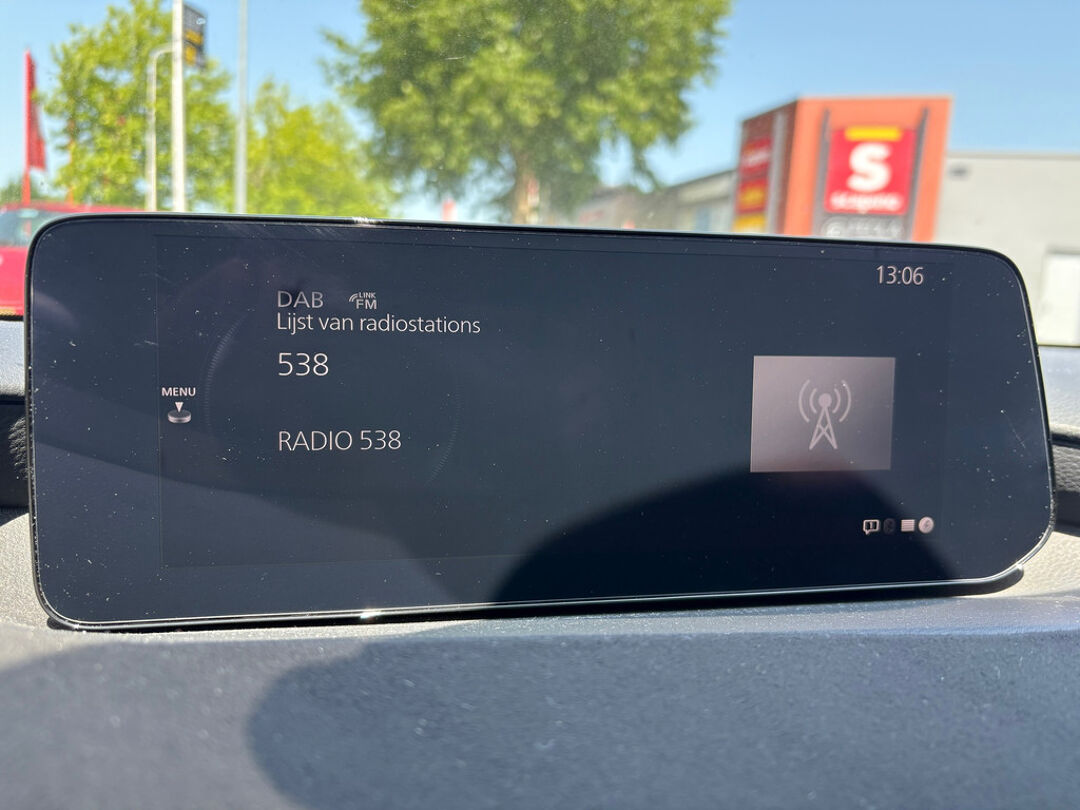 S
13:06
DAB LINK FM
Lijst van radiostations
538
MENU
RADIO 538